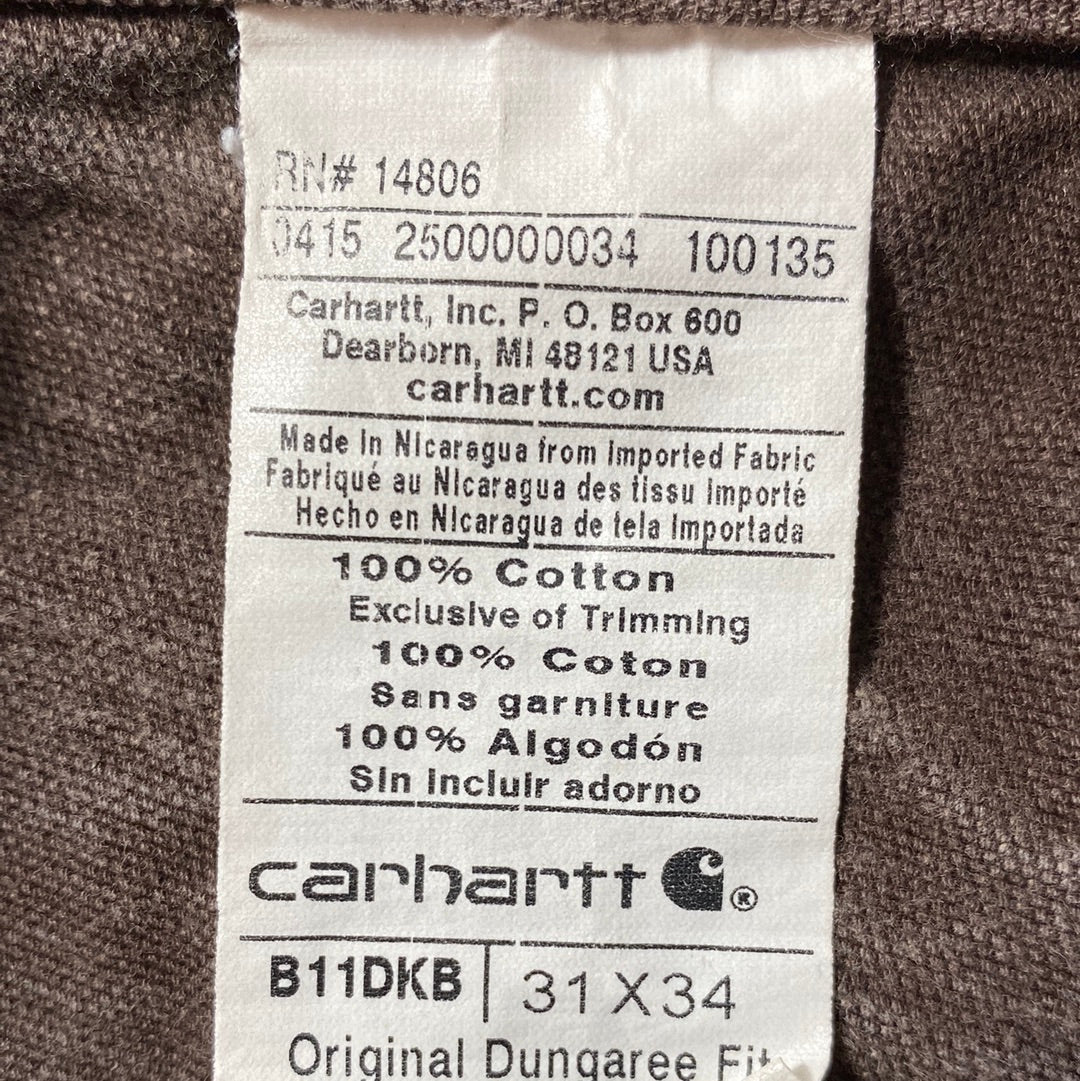 RN# 14806
0415 2500000034 100135
Carhartt, Inc. P. O. Box 600
Dearborn, MI 48121 USA
carhartt.com
Made In Nicaragua from Imported Fabric
Fabriqué au Nicaragua des tissu Importé
Hecho en Nicaragua de tela Importada
100% Cotton
Exclusive of Trimming
100% Coton
Sans garniture
100% Algodón
Sin Incluir adorno
carhartt ®
B11DKB 31 X 34
Original Dungaree Fit